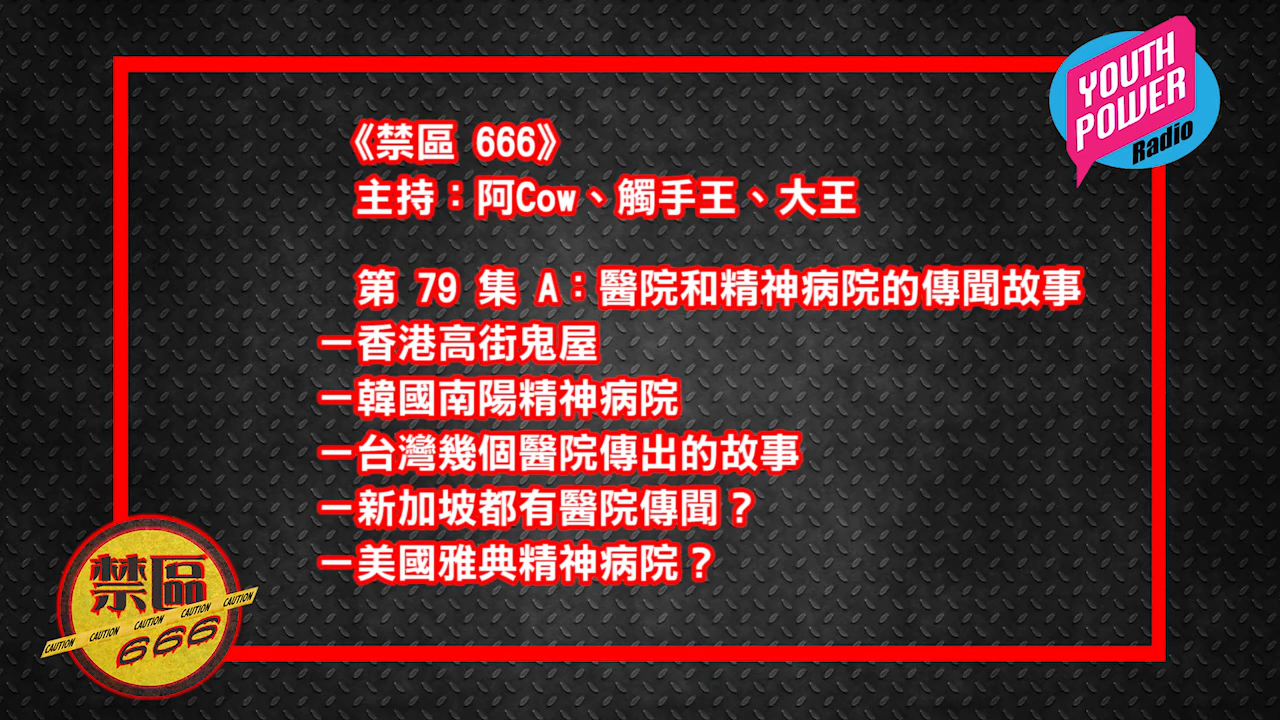 YOUTH
POWER
Radio
《禁區 666》
主持：阿Cow、觸手王、大王
第 79 集 A：醫院和精神病院的傳聞故事
－香港高街鬼屋
－韓國南陽精神病院
－台灣幾個醫院傳出的故事
－新加坡都有醫院傳聞？
－美國雅典精神病院？
禁區
CAUTION CAUTION CAUTION CAUTION CAUTION
666